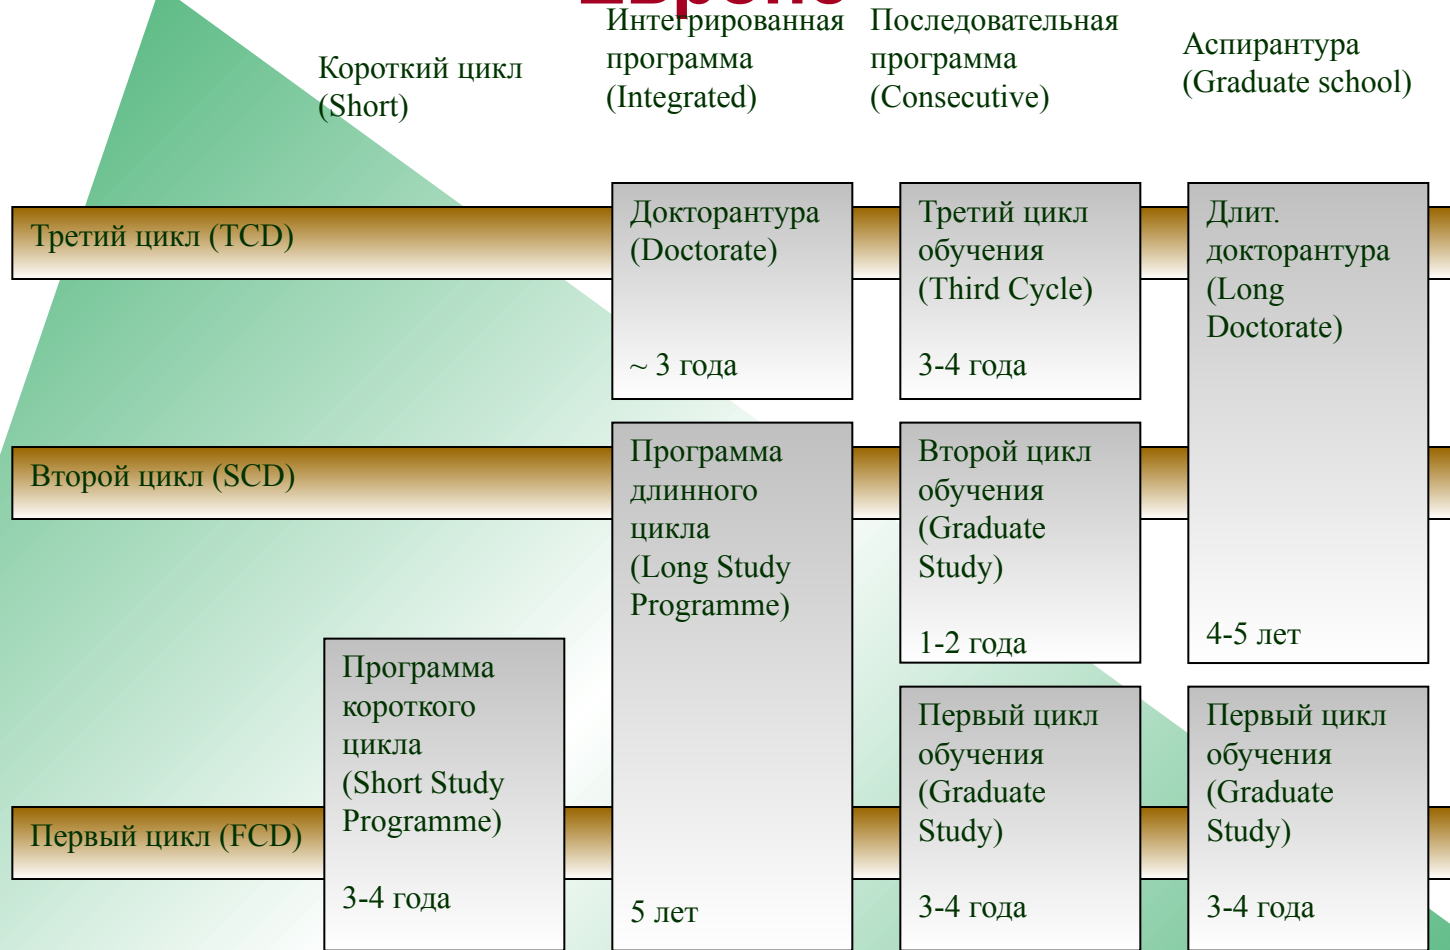 Европе
Короткий цикл
(Short)
Интегрированная
программа
(Integrated)
Последовательная
программа
(Consecutive)
Аспирантура
(Graduate school)
Третий цикл (TCD)
Докторантура
(Doctorate)
~ 3 года
Третий цикл
обучения
(Third Cycle)
3-4 года
Длит.
докторантура
(Long
Doctorate)
4-5 лет
Второй цикл (SCD)
Программа
длинного
цикла
(Long Study
Programme)
5 лет
Второй цикл
обучения
(Graduate
Study)
1-2 года
Первый цикл (FCD)
Программа
короткого
цикла
(Short Study
Programme)
3-4 года
Первый цикл
обучения
(Graduate
Study)
3-4 года
Первый цикл
обучения
(Graduate
Study)
3-4 года